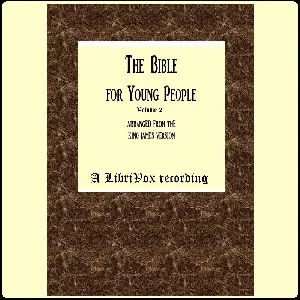 The Bible
for Young People
Volume 2
arranged from the
King James Version
A LibriVox recording